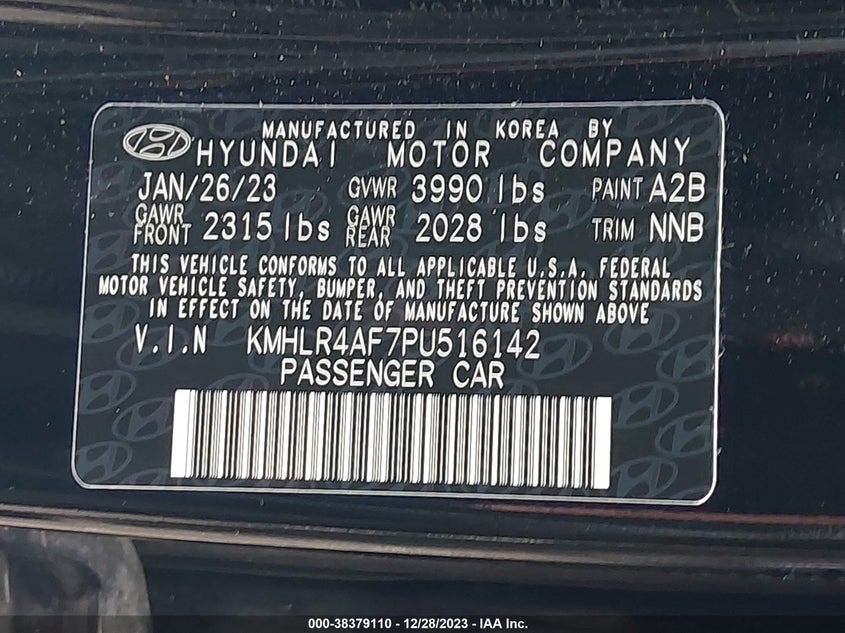 MANUFACTURED IN KOREA BY
HYUNDAI MOTOR COMPANY
JAN/26/23 GVWR 3990 lbs PAINT A2B
GAWR FRONT 2315 lbs GAWR REAR 2028 lbs TRIM NNB
THIS VEHICLE CONFORMS TO ALL APPLICABLE U.S.A. FEDERAL
MOTOR VEHICLE SAFETY, BUMPER, AND THEFT PREVENTION STANDARDS
IN EFFECT ON THE DATE OF MANUFACTURE SHOWN ABOVE
V.I.N KMHLR4AF7PU516142
PASSENGER CAR
000-38379110 - 12/28/2023 - IAA Inc.